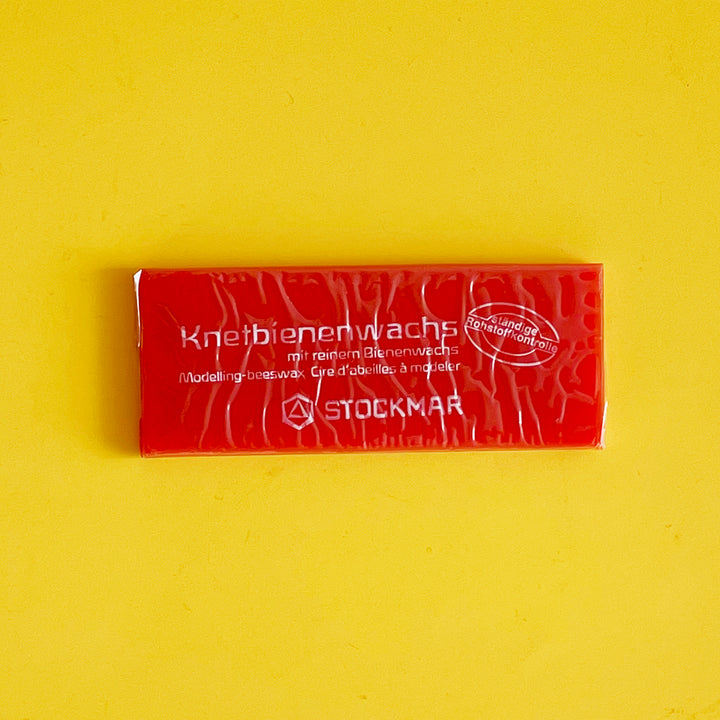 Knetbienenwachs
mit reinem Bienenwachs
Modelling-beeswax Cire d'abeilles à modeler
STOCKMAR
ständige
Rohstoffkontrolle